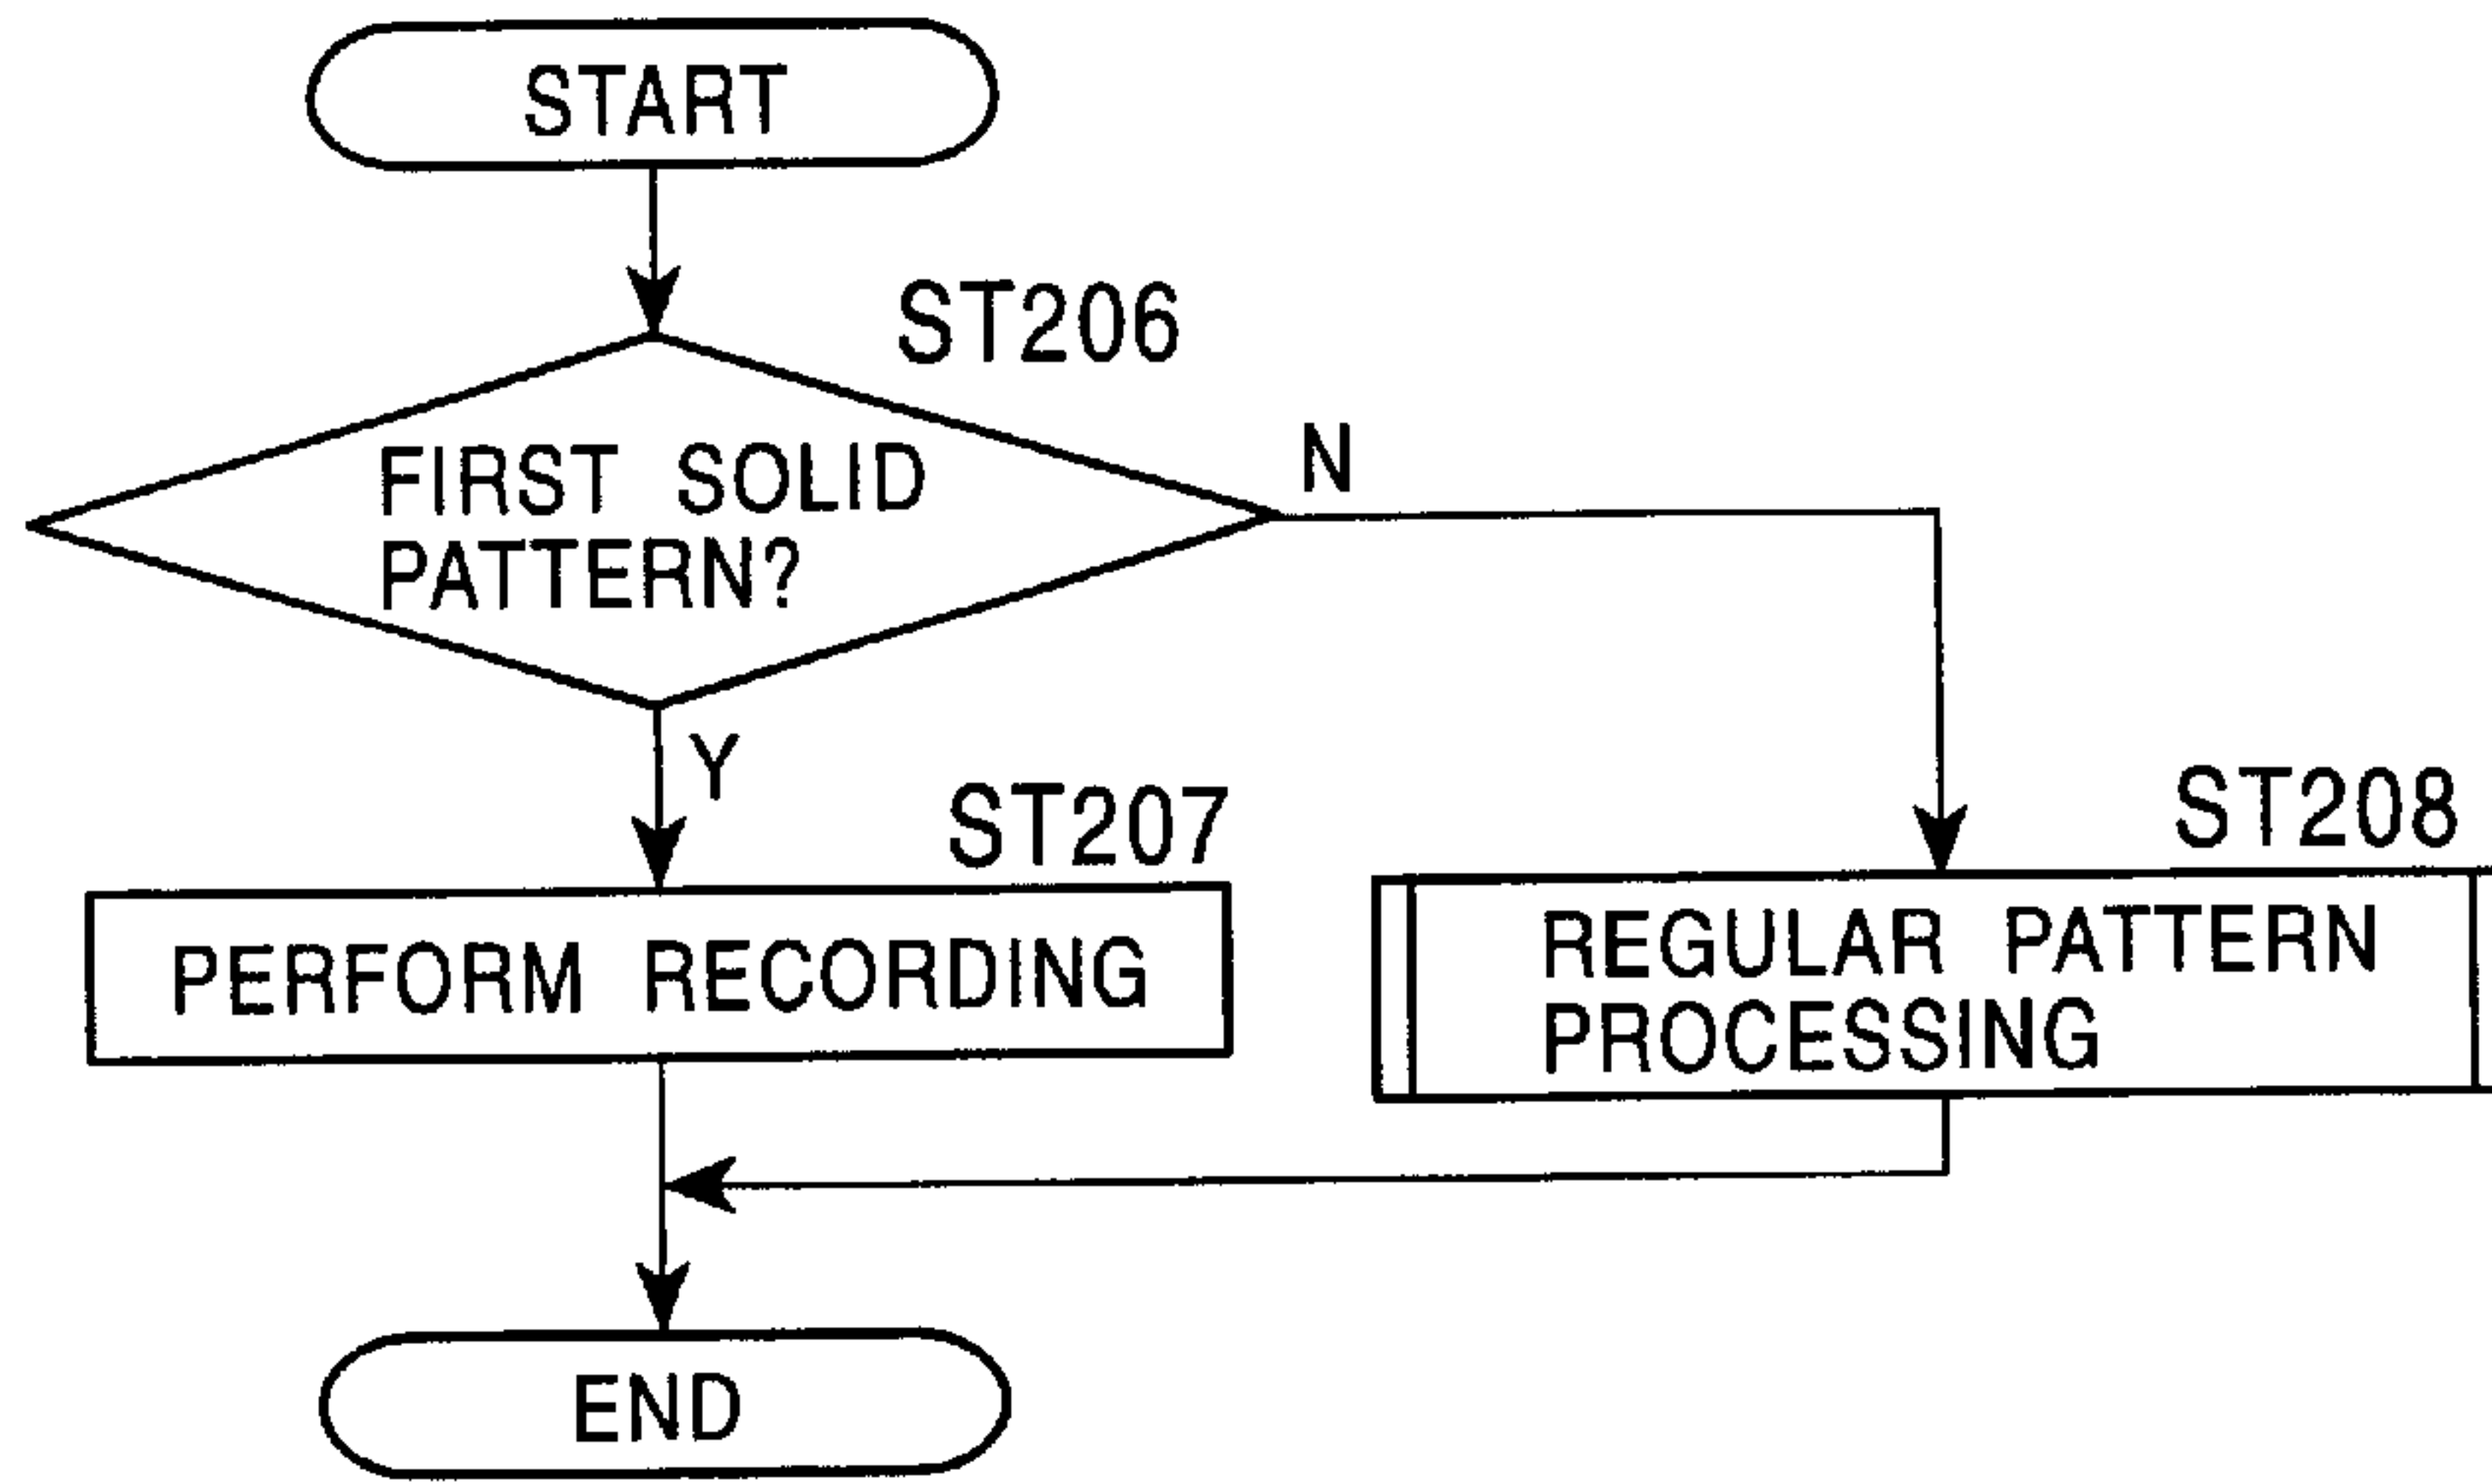 START
ST206
FIRST SOLID
PATTERN?
N
Y
ST207
PERFORM RECORDING
ST208
REGULAR PATTERN
PROCESSING
END